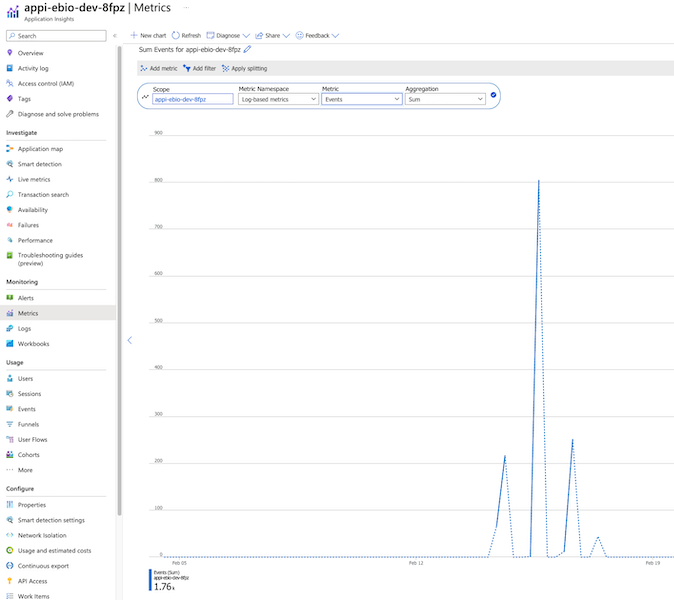 appi-ebio-dev-8fpz | Metrics ...
Application Insights
Search
«
New chart Refresh Diagnose Share Feedback
Overview
Activity log
Access control (IAM)
Tags
Diagnose and solve problems
Investigate
Application map
Smart detection
Live metrics
Transaction search
Availability
Failures
Performance
Troubleshooting guides
(preview)
Monitoring
Alerts
Metrics
Logs
Workbooks
Usage
Users
Sessions
Events
Funnels
User Flows
Cohorts
More
Configure
Properties
Smart detection settings
Network Isolation
Usage and estimated costs
Continuous export
API Access
Work Items
Sum Events for appi-ebio-dev-8fpz
Add metric Add filter Apply splitting
Scope Metric Namespace Metric Aggregation
appi-ebio-dev-8fpz Log-based metrics Events Sum
900
800
700
600
500
400
300
200
100
0
Feb 05 Feb 12 Feb 19
Events (Sum)
appi-ebio-dev-8fpz
1.76 k